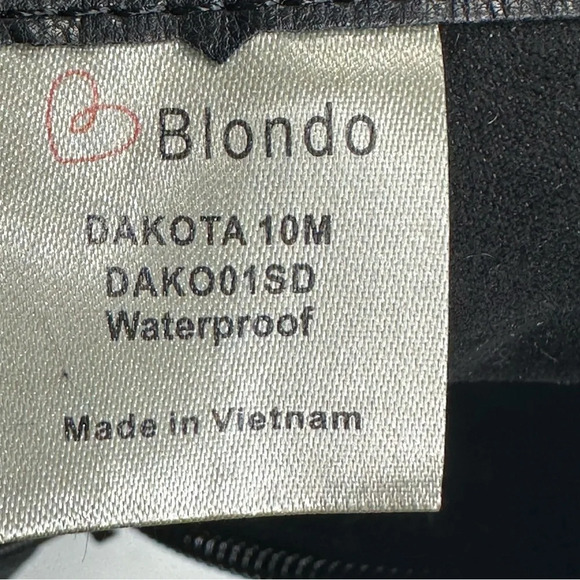 Blondo
DAKOTA 10M
DAKO01SD
Waterproof
Made in Vietnam